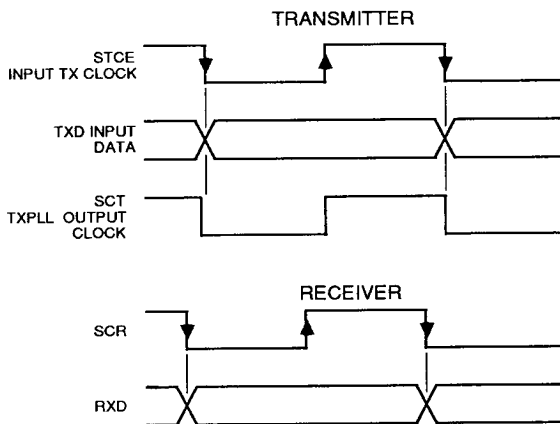 TRANSMITTER
STCE
INPUT TX CLOCK
TXD INPUT
DATA
SCT
TXPLL OUTPUT
CLOCK
RECEIVER
SCR
RXD